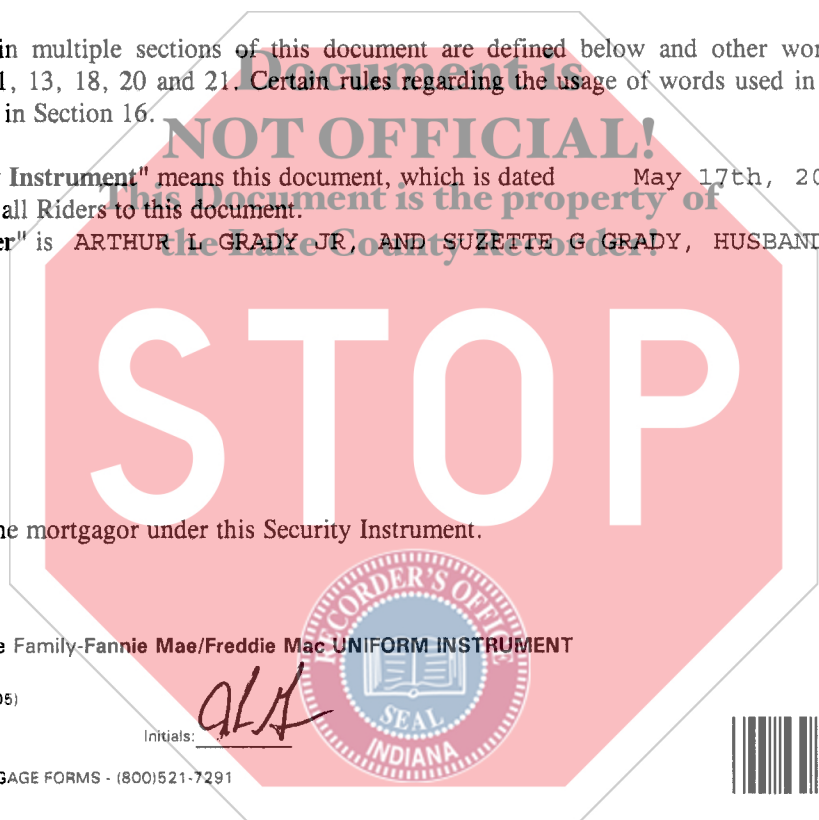 in multiple sections of this document are defined below and other wor
1, 13, 18, 20 and 21. Certain rules regarding the usage of words used in
in Section 16.
Document is
NOT OFFICIAL!
This Document is the property of
the Lake County Recorder!
Instrument" means this document, which is dated May 17th, 20
all Riders to this document.
er" is ARTHUR L GRADY JR, AND SUZETTE G GRADY, HUSBAND
STOP
he mortgagor under this Security Instrument.
RECORDER'S OFFICE
SEAL
INDIANA
e Family-Fannie Mae/Freddie Mac UNIFORM INSTRUMENT
05)
Initials:
GAGE FORMS - (800)521-7291